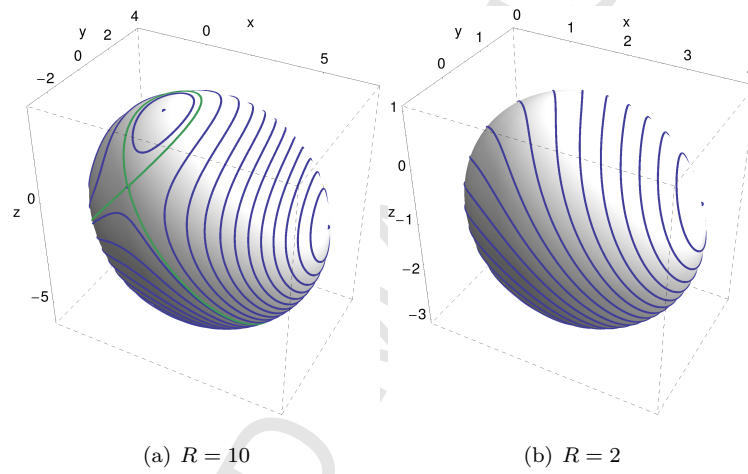 4 y 2 0 −2 0 x 5
z 0 −5
0 x 1 2 3 y 1 0
1 0 z −1 −2 −3
(a) R = 10 (b) R = 2